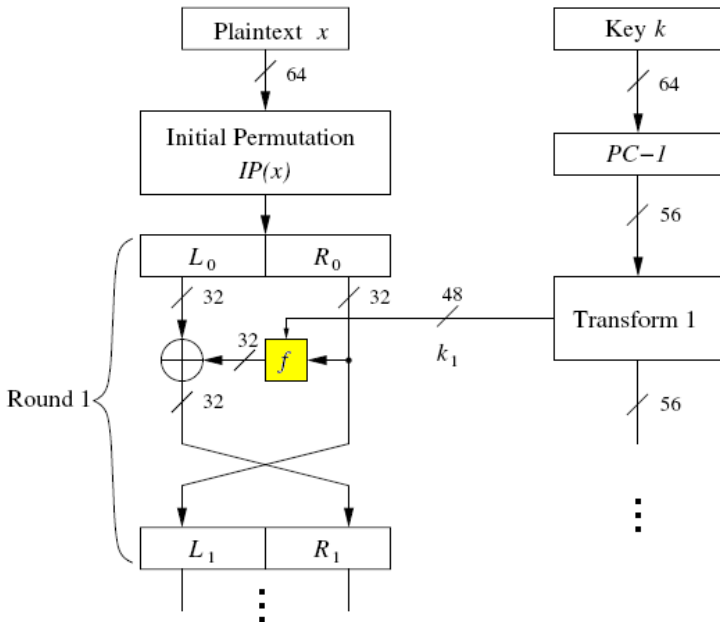 Plaintext x
Key k
64
64
Initial Permutation
IP(x)
PC−1
56
L₀
R₀
32
32
48
Transform 1
32
f
k₁
Round 1
32
56
L₁
R₁